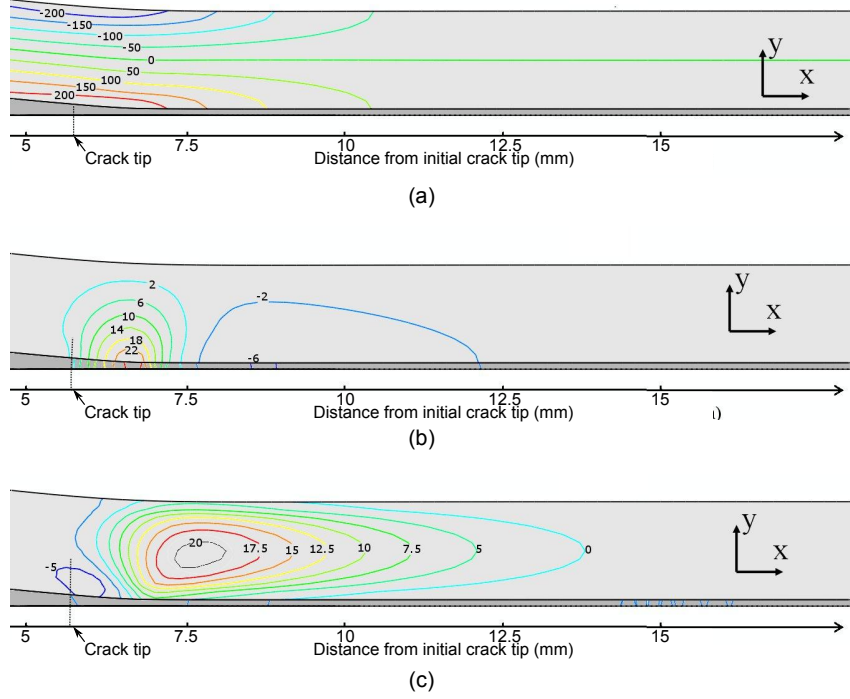 -200
-150
-100
-50
0
50
100
150
200
y
x
5 7.5 10 12.5 15
Crack tip
Distance from initial crack tip (mm)
(a)
2
6
10
14
18
22
-2
-6
y
x
5 7.5 10 12.5 15
Crack tip
Distance from initial crack tip (mm)
(b)
-5
20
17.5
15
12.5
10
7.5
5
0
y
x
5 7.5 10 12.5 15
Crack tip
Distance from initial crack tip (mm)
(c)